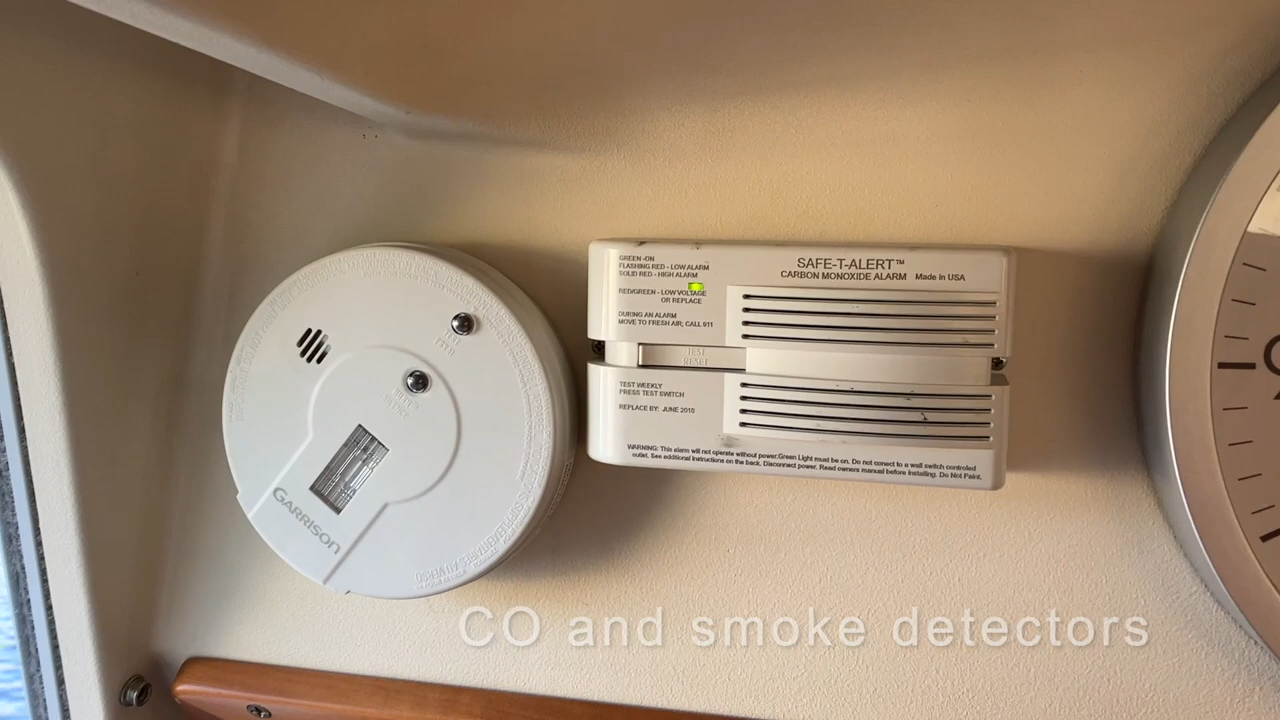 GREEN -ON
FLASHING RED - LOW ALARM
SOLID RED - HIGH ALARM
RED/GREEN - LOW VOLTAGE
OR REPLACE
DURING AN ALARM
MOVE TO FRESH AIR; CALL 911
SAFE-T-ALERT™
CARBON MONOXIDE ALARM Made in USA
TEST
RESET
TEST WEEKLY
PRESS TEST SWITCH
REPLACE BY: JUNE 2010
WARNING: This alarm will not operate without power.Green Light must be on. Do not conect to a wall switch controled
outlet. See additional instructions on the back. Disconnect power. Read owners manual before installing. Do Not Paint.
GARRISON
CO and smoke detectors